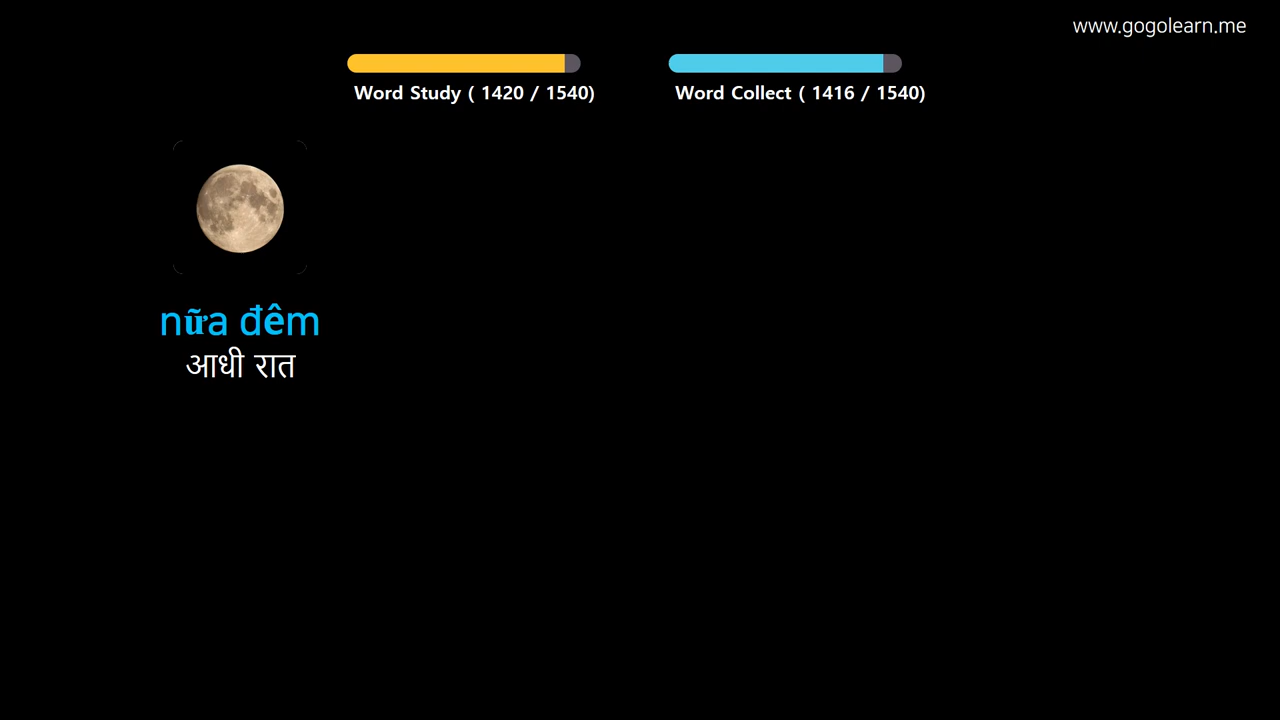 www.gogolearn.me
Word Study ( 1420 / 1540)
Word Collect ( 1416 / 1540)
nữa đêm
आधी रात